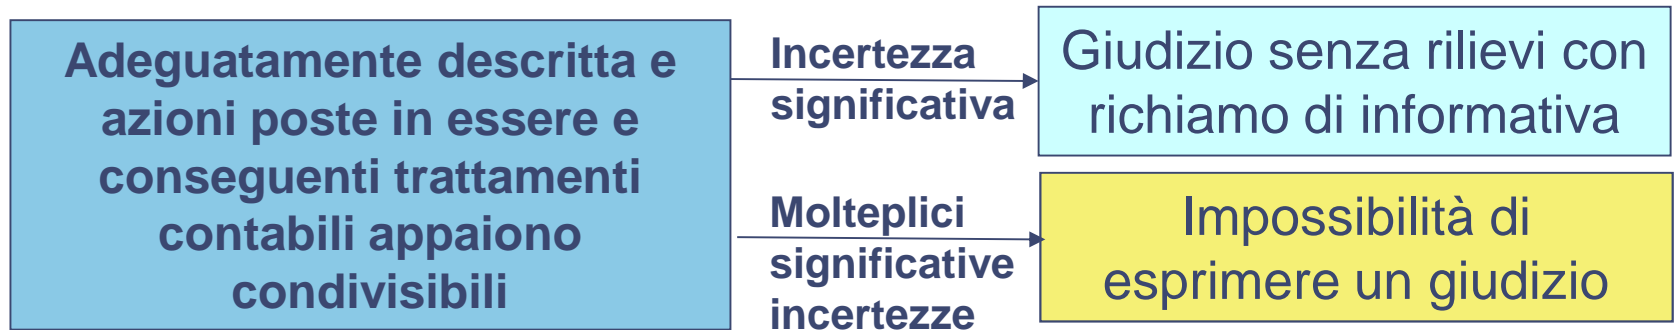 Adeguatamente descritta e
azioni poste in essere e
conseguenti trattamenti
contabili appaiono
condivisibili
Incertezza
significativa
Giudizio senza rilievi con
richiamo di informativa
Molteplici
significative
incertezze
Impossibilità di
esprimere un giudizio